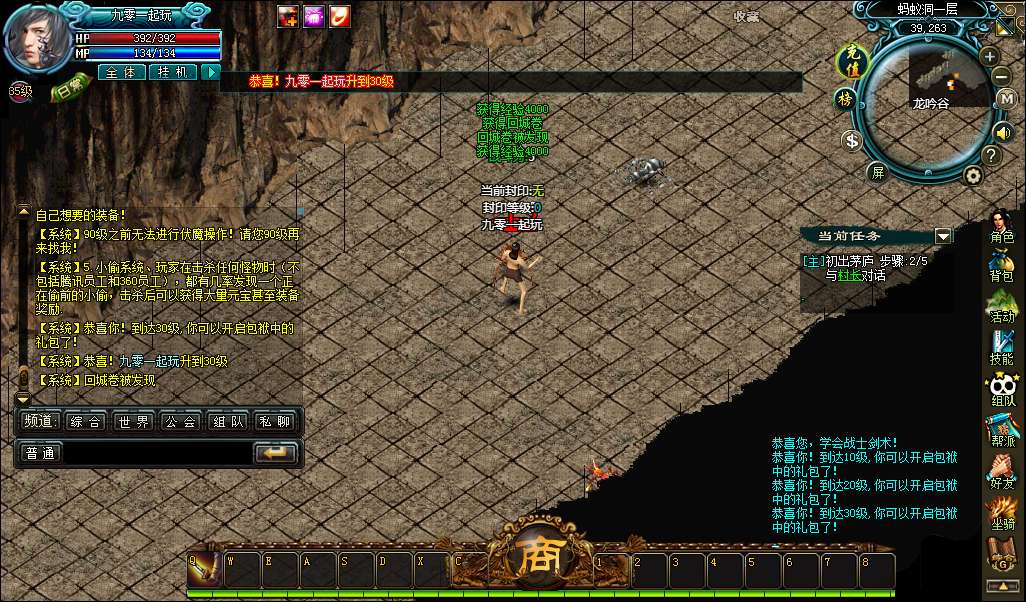 九零一起玩
HP 392/392
MP 134/134
全体 挂机
35级
日常
恭喜！九零一起玩升到30级
收藏
蚂蚁洞一层
39,263
充值
榜
龙吟谷
M
$
?
屏
获得经验4000
获得回城卷
回城卷被发现
获得经验4000
当前封印:无
封印等级:0
九零一起玩
自己想要的装备！
【系统】90级之前无法进行伏魔操作！请您90级再
来找我！
【系统】5.小偷系统、玩家在击杀任何怪物时（不
包括腾讯员工和360员工），都有几率发现一个正
在偷前的小偷，击杀后可以获得大量元宝甚至装备
奖励.
【系统】恭喜你！到达30级,你可以开启包袱中的
礼包了！
【系统】恭喜！九零一起玩升到30级
【系统】回城卷被发现
频道: 综合 世界 公会 组队 私聊
普通
当前任务
[主]初出茅庐 步骤:2/5
与村长对话
角色
背包
活动
技能
组队
帮派
好友
坐骑
G
恭喜您，学会战士剑术！
恭喜你！到达10级,你可以开启包袱
中的礼包了！
恭喜你！到达20级,你可以开启包袱
中的礼包了！
恭喜你！到达30级,你可以开启包袱
中的礼包了！
Q W E A S D X C 商 1 2 3 4 5 6 7 8